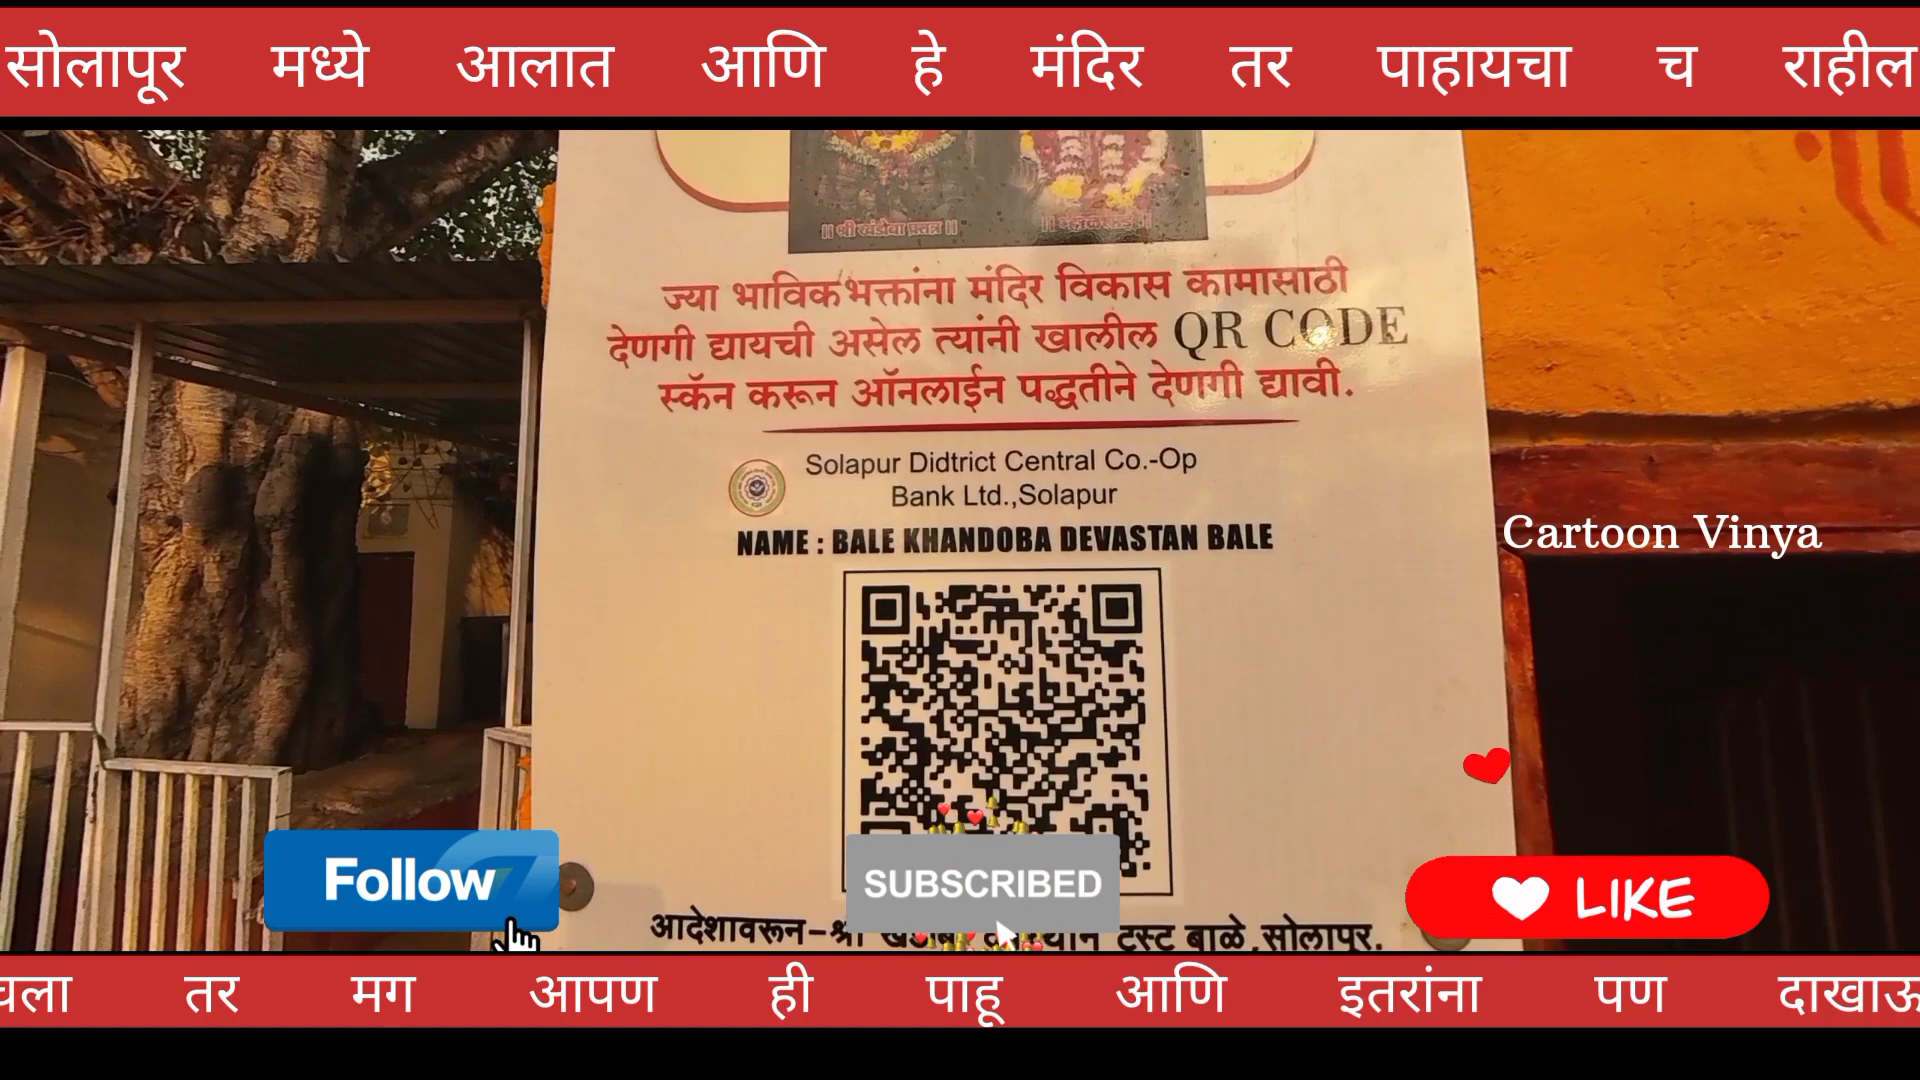 सोलापूर मध्ये आलात आणि हे मंदिर तर पाहायचा च राहील
|| श्री खंडोबा प्रसन्न ||
ज्या भाविकभक्तांना मंदिर विकास कामासाठी
देणगी द्यायची असेल त्यांनी खालील QR CODE
स्कॅन करून ऑनलाईन पद्धतीने देणगी द्यावी.
Solapur Didtrict Central Co.-Op
Bank Ltd.,Solapur
NAME : BALE KHANDOBA DEVASTAN BALE
Cartoon Vinya
Follow
SUBSCRIBED
LIKE
आदेशावरून-श्री टस्ट बाळे,सोलापूर.
तर मग आपण ही पाहू आणि इतरांना पण दाखाऊ